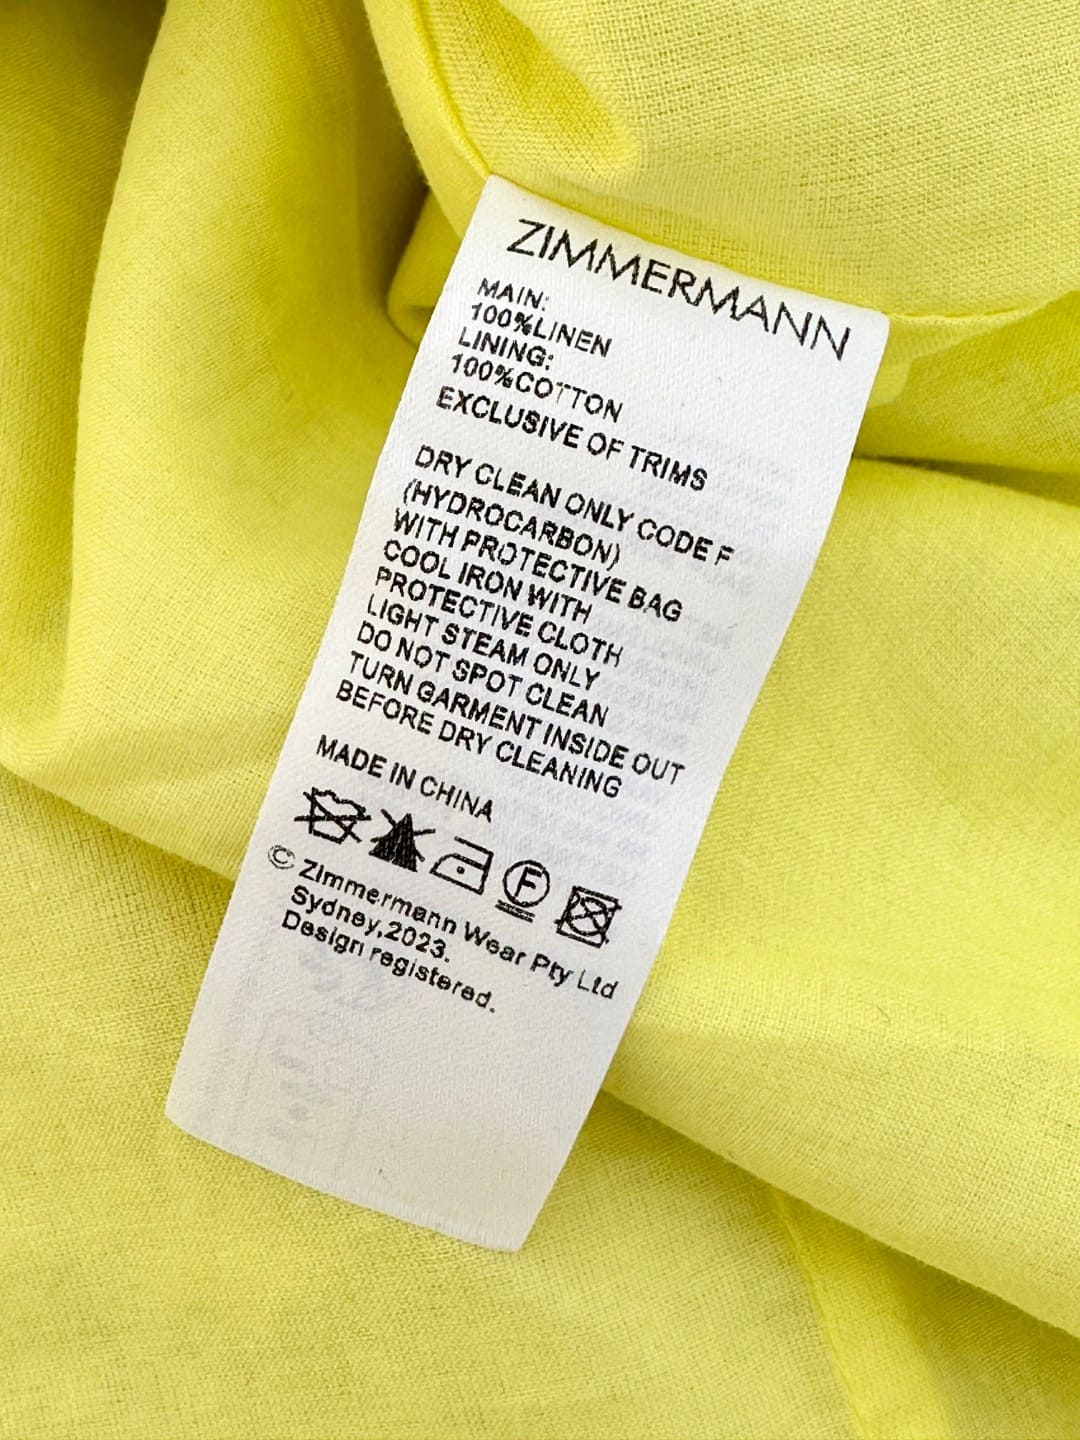 ZIMMERMANN
MAIN:
100%LINEN
LINING:
100%COTTON
EXCLUSIVE OF TRIMS
DRY CLEAN ONLY CODE F
(HYDROCARBON)
WITH PROTECTIVE BAG
COOL IRON WITH
PROTECTIVE CLOTH
LIGHT STEAM ONLY
DO NOT SPOT CLEAN
TURN GARMENT INSIDE OUT
BEFORE DRY CLEANING
MADE IN CHINA
F
© Zimmermann Wear Pty Ltd
Sydney,2023.
Design registered.